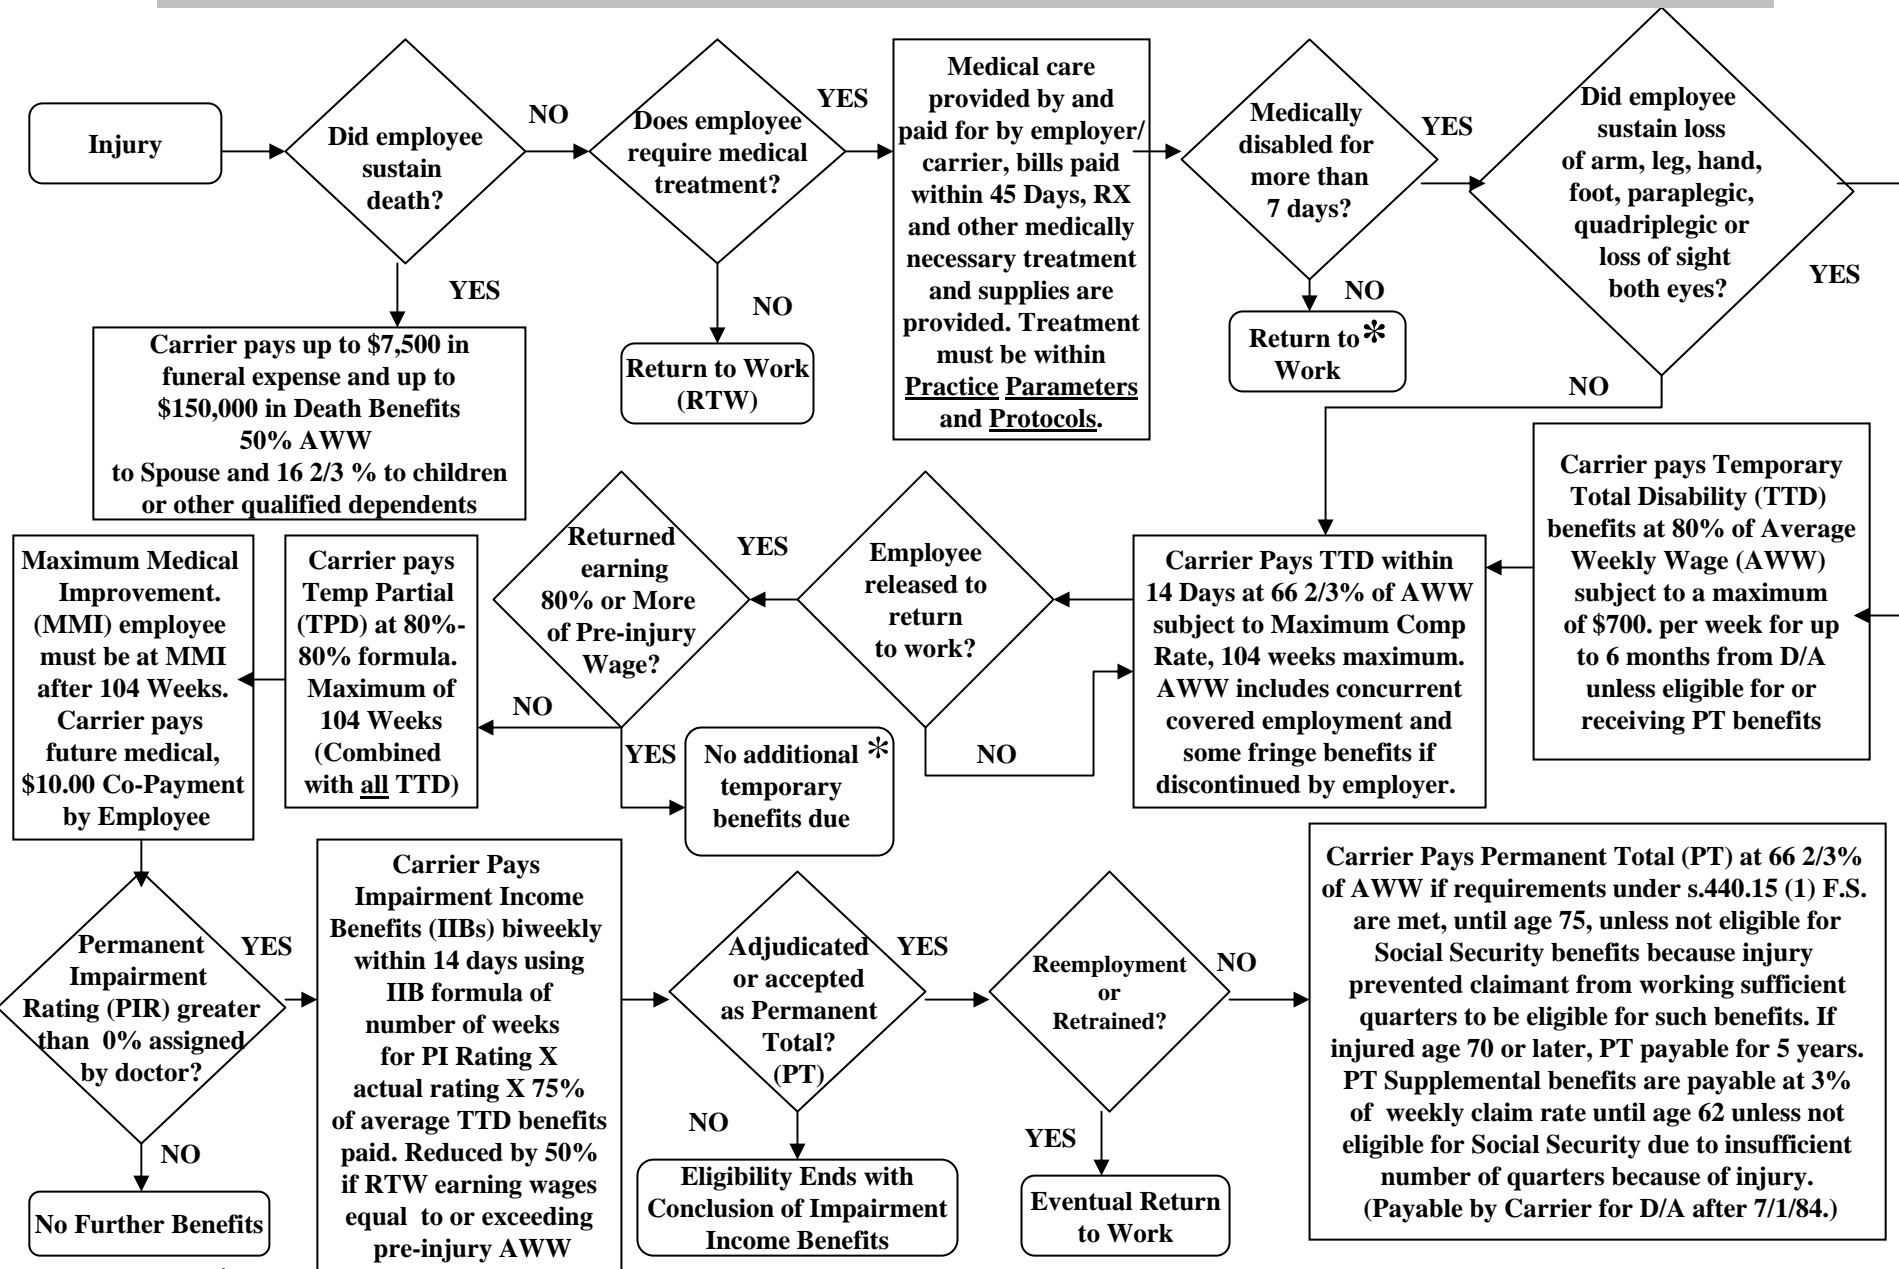 Injury
Did employee
sustain
death?
NO
YES
Carrier pays up to $7,500 in
funeral expense and up to
$150,000 in Death Benefits
50% AWW
to Spouse and 16 2/3 % to children
or other qualified dependents
Does employee
require medical
treatment?
YES
NO
Return to Work
(RTW)
Medical care
provided by and
paid for by employer/
carrier, bills paid
within 45 Days, RX
and other medically
necessary treatment
and supplies are
provided. Treatment
must be within
Practice Parameters
and Protocols.
Medically
disabled for
more than
7 days?
YES
NO
Return to *
Work
Did employee
sustain loss
of arm, leg, hand,
foot, paraplegic,
quadriplegic or
loss of sight
both eyes?
YES
NO
Carrier pays Temporary
Total Disability (TTD)
benefits at 80% of Average
Weekly Wage (AWW)
subject to a maximum
of $700. per week for up
to 6 months from D/A
unless eligible for or
receiving PT benefits
Carrier Pays TTD within
14 Days at 66 2/3% of AWW
subject to Maximum Comp
Rate, 104 weeks maximum.
AWW includes concurrent
covered employment and
some fringe benefits if
discontinued by employer.
Employee
released to
return
to work?
YES
NO
Returned
earning
80% or More
of Pre-injury
Wage?
NO
YES
No additional *
temporary
benefits due
Carrier pays
Temp Partial
(TPD) at 80%-
80% formula.
Maximum of
104 Weeks
(Combined
with all TTD)
Maximum Medical
Improvement.
(MMI) employee
must be at MMI
after 104 Weeks.
Carrier pays
future medical,
$10.00 Co-Payment
by Employee
Permanent
Impairment
Rating (PIR) greater
than 0% assigned
by doctor?
YES
NO
No Further Benefits
Carrier Pays
Impairment Income
Benefits (IIBs) biweekly
within 14 days using
IIB formula of
number of weeks
for PI Rating X
actual rating X 75%
of average TTD benefits
paid. Reduced by 50%
if RTW earning wages
equal to or exceeding
pre-injury AWW
Adjudicated
or accepted
as Permanent
Total?
(PT)
YES
NO
Eligibility Ends with
Conclusion of Impairment
Income Benefits
Reemployment
or
Retrained?
NO
YES
Eventual Return
to Work
Carrier Pays Permanent Total (PT) at 66 2/3%
of AWW if requirements under s.440.15 (1) F.S.
are met, until age 75, unless not eligible for
Social Security benefits because injury
prevented claimant from working sufficient
quarters to be eligible for such benefits. If
injured age 70 or later, PT payable for 5 years.
PT Supplemental benefits are payable at 3%
of weekly claim rate until age 62 unless not
eligible for Social Security due to insufficient
number of quarters because of injury.
(Payable by Carrier for D/A after 7/1/84.)